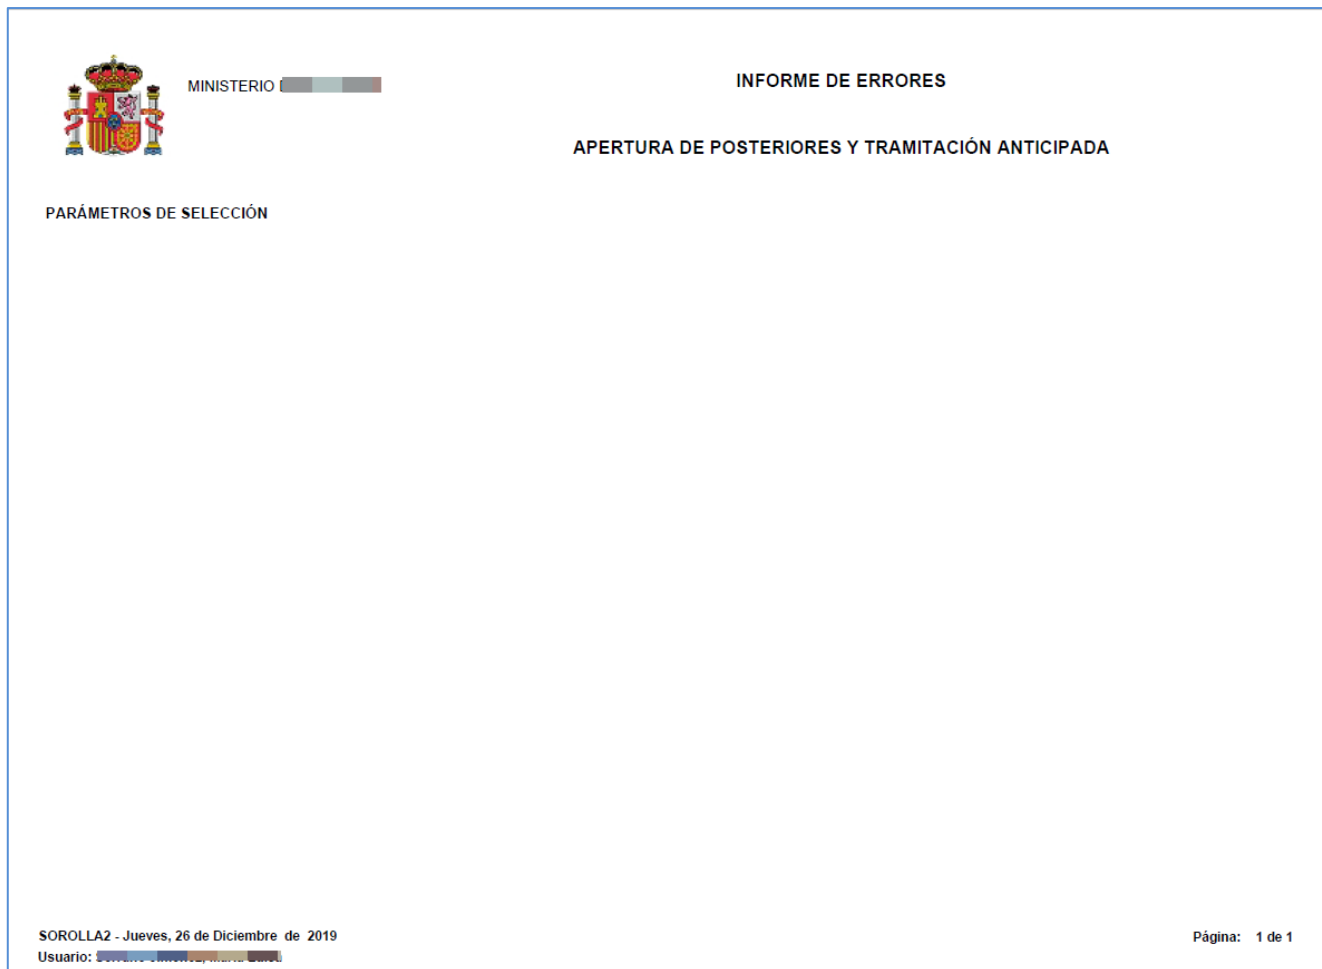 MINISTERIO
INFORME DE ERRORES
APERTURA DE POSTERIORES Y TRAMITACIÓN ANTICIPADA
PARÁMETROS DE SELECCIÓN
SOROLLA2 - Jueves, 26 de Diciembre de 2019
Página: 1 de 1
Usuario: